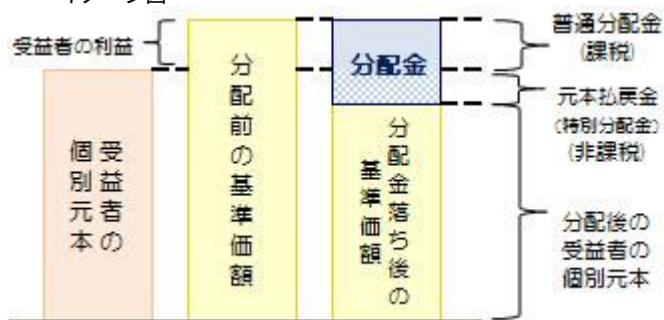 受益者の利益
受益者の
個別元本
分配前の基準価額
分配金
分配金落ち後の
基準価額
普通分配金
(課税)
元本払戻金
(特別分配金)
(非課税)
分配後の
受益者の
個別元本